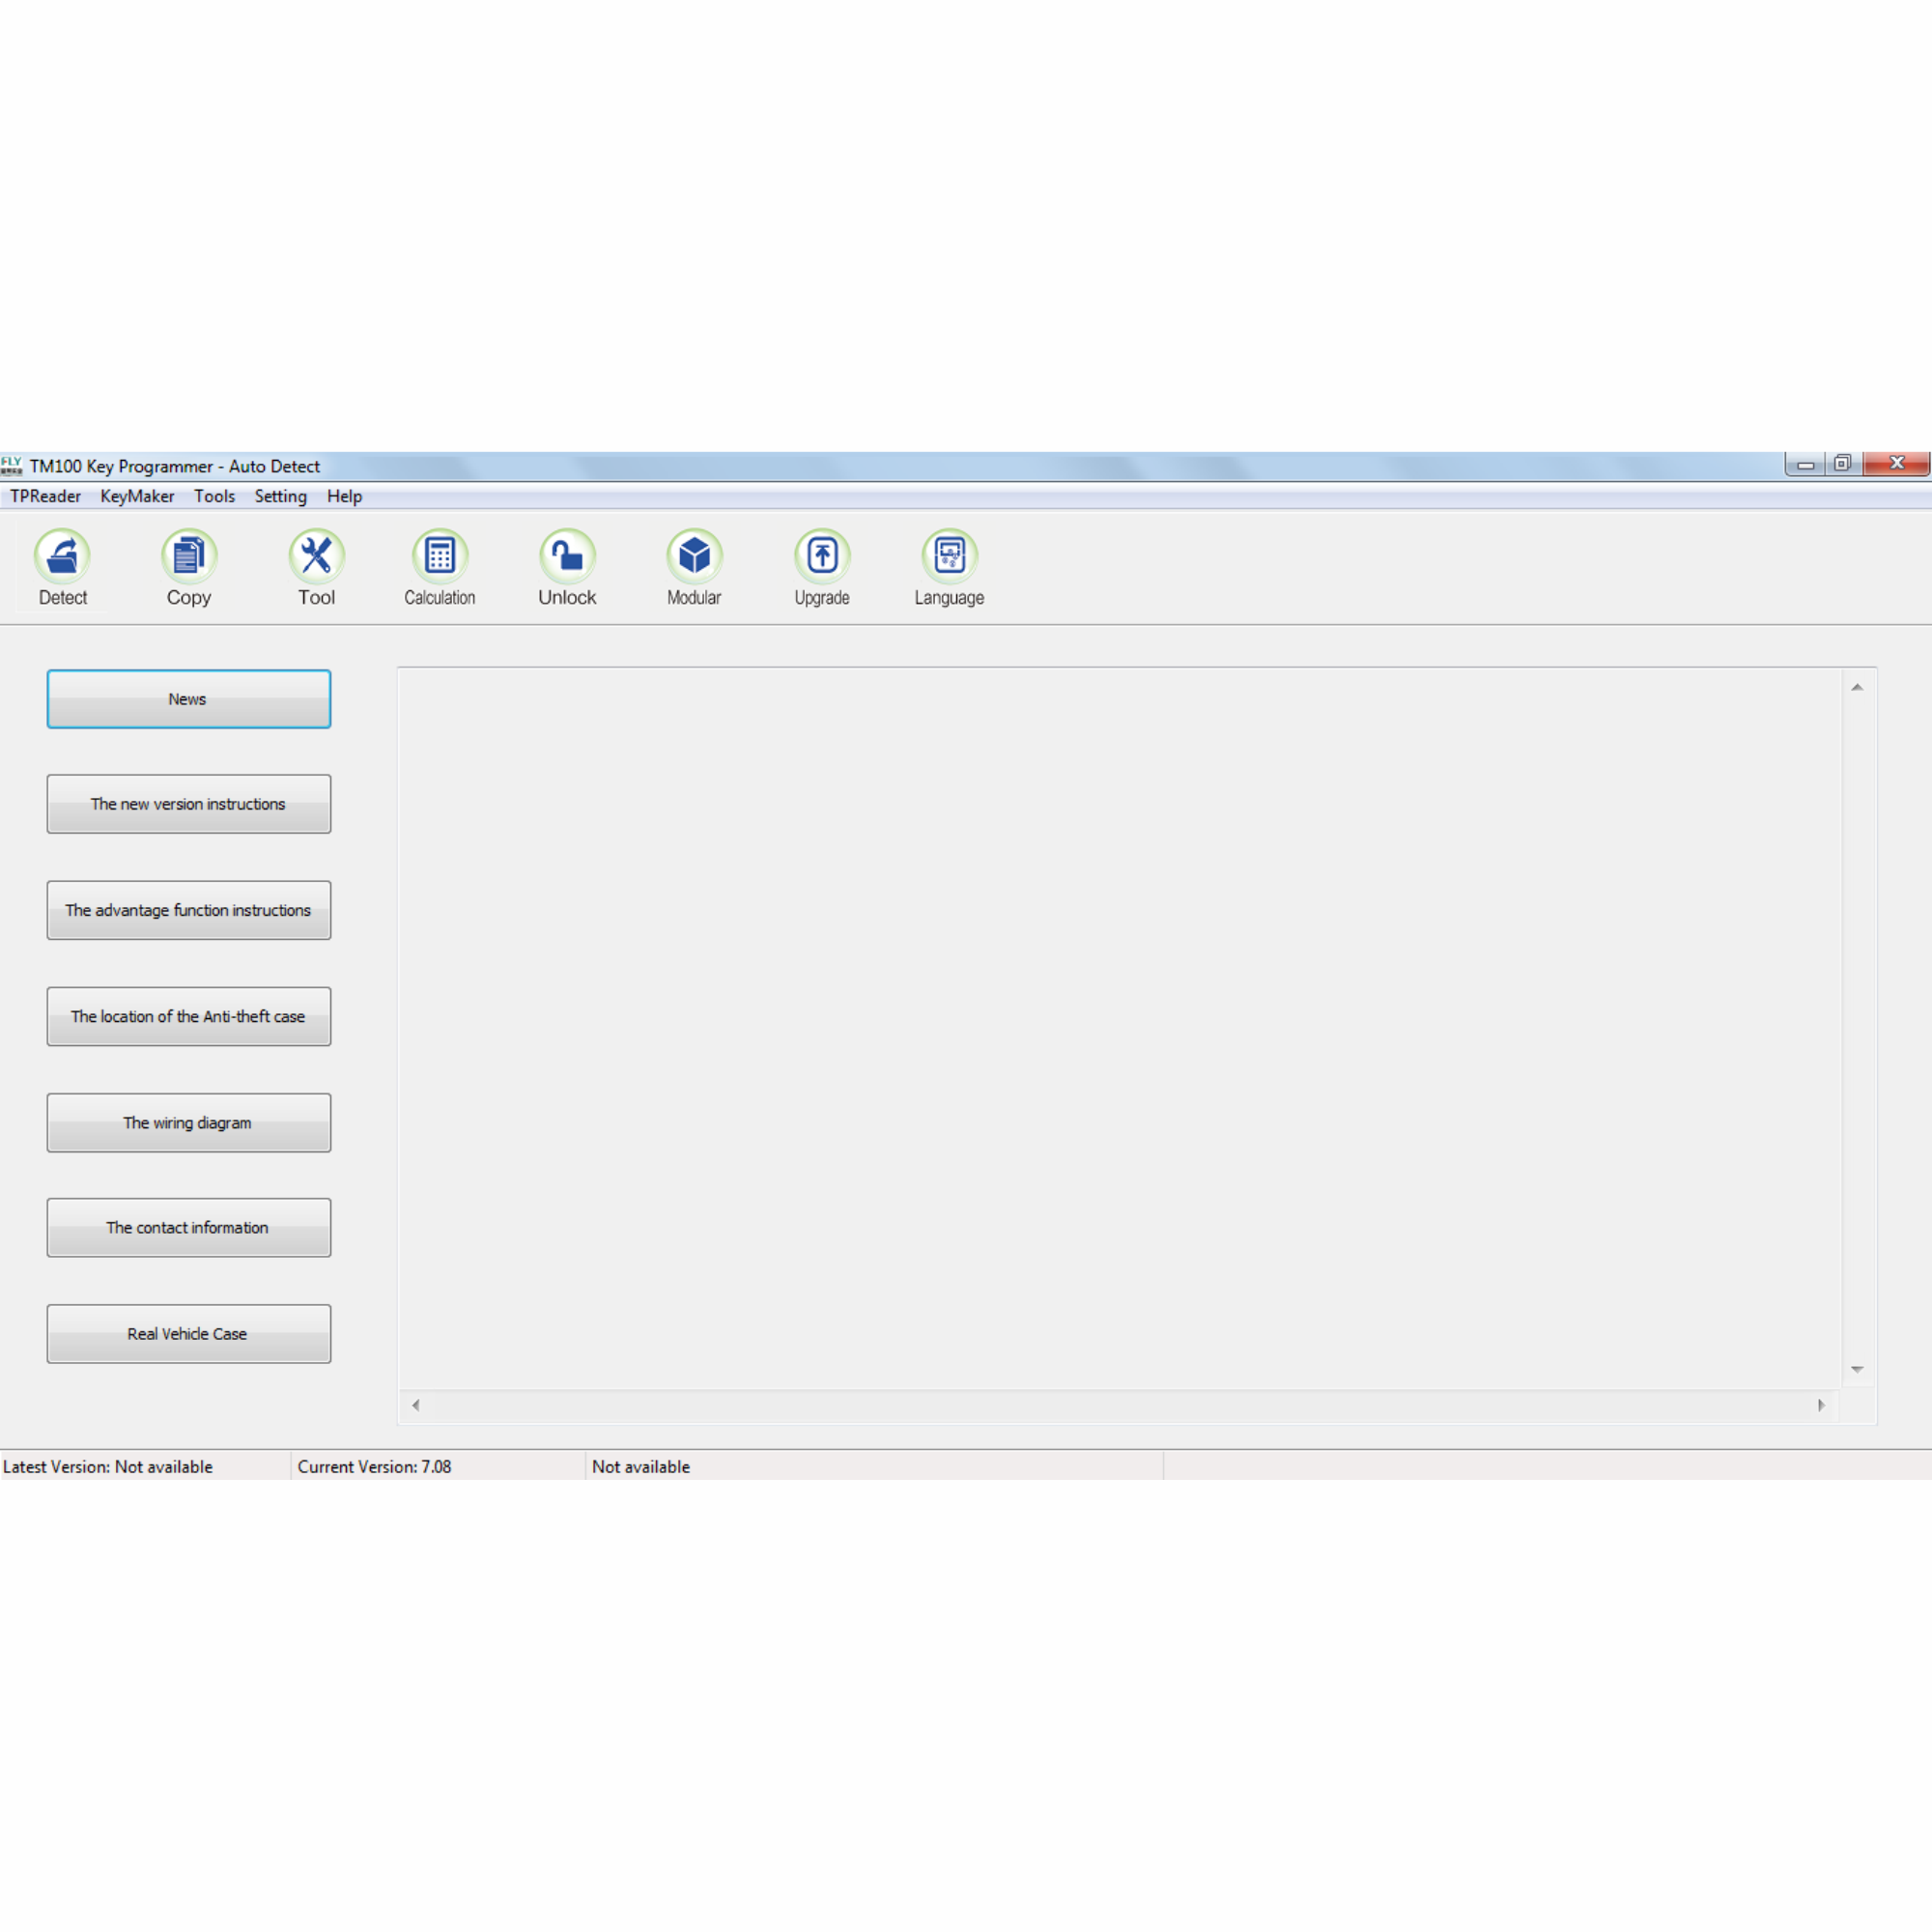 FLY
TM100 Key Programmer - Auto Detect
TPReader KeyMaker Tools Setting Help
Detect Copy Tool Calculation Unlock Modular Upgrade Language
News
The new version instructions
The advantage function instructions
The location of the Anti-theft case
The wiring diagram
The contact information
Real Vehicle Case
Latest Version: Not available Current Version: 7.08 Not available